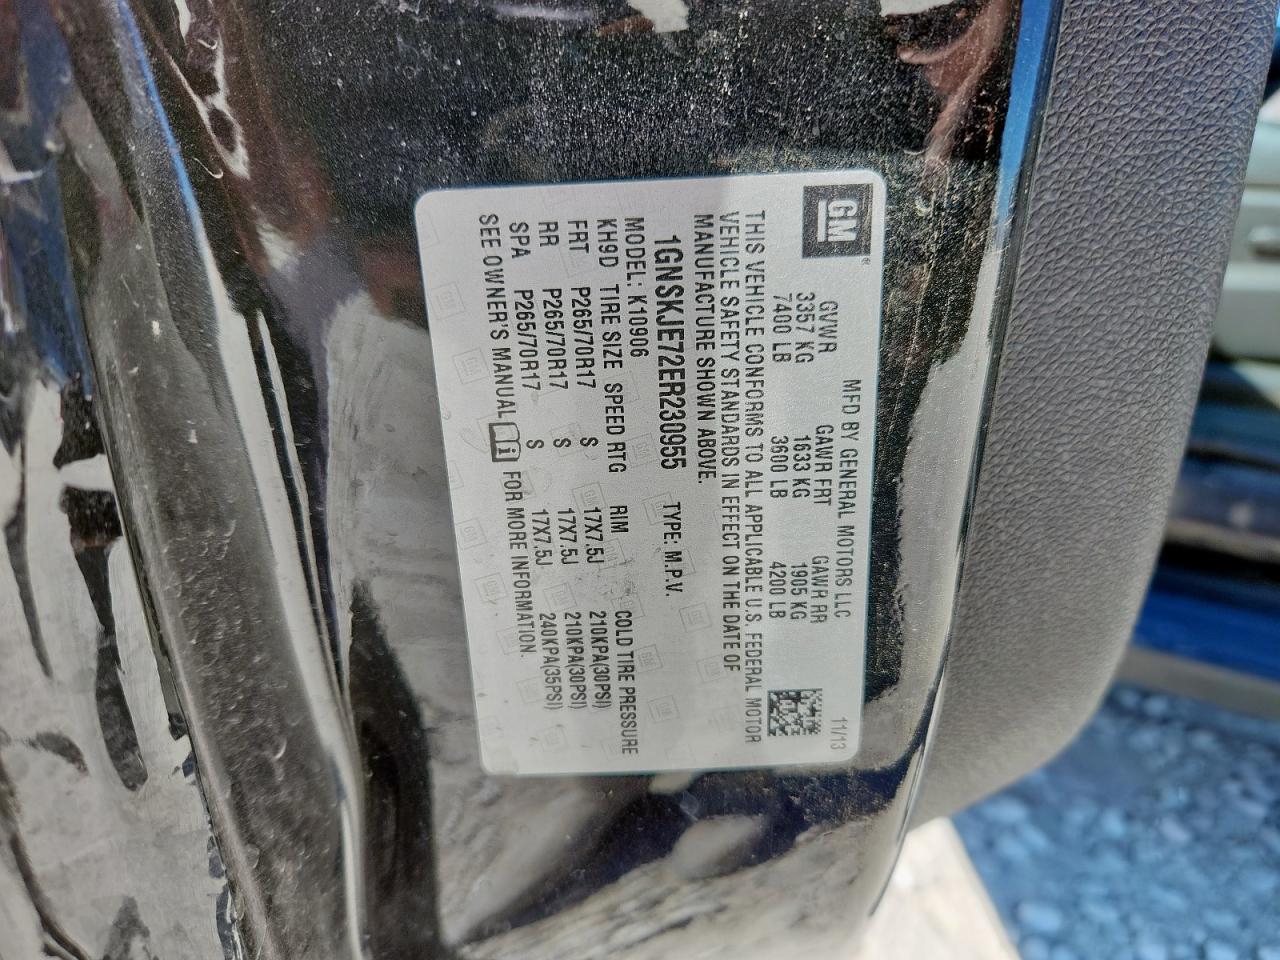 GM®
MFD BY GENERAL MOTORS LLC 11/13
GVWR GAWR FRT GAWR RR
3357 KG 1633 KG 1905 KG
7400 LB 3600 LB 4200 LB
THIS VEHICLE CONFORMS TO ALL APPLICABLE U.S. FEDERAL MOTOR
VEHICLE SAFETY STANDARDS IN EFFECT ON THE DATE OF
MANUFACTURE SHOWN ABOVE.
1GNSKJE72ER230955 TYPE: M.P.V.
MODEL: K10906
KH9D TIRE SIZE SPEED RTG RIM COLD TIRE PRESSURE
FRT P265/70R17 S 17X7.5J 210KPA(30PSI)
RR P265/70R17 S 17X7.5J 210KPA(30PSI)
SPA P265/70R17 S 17X7.5J 240KPA(35PSI)
SEE OWNER'S MANUAL FOR MORE INFORMATION.